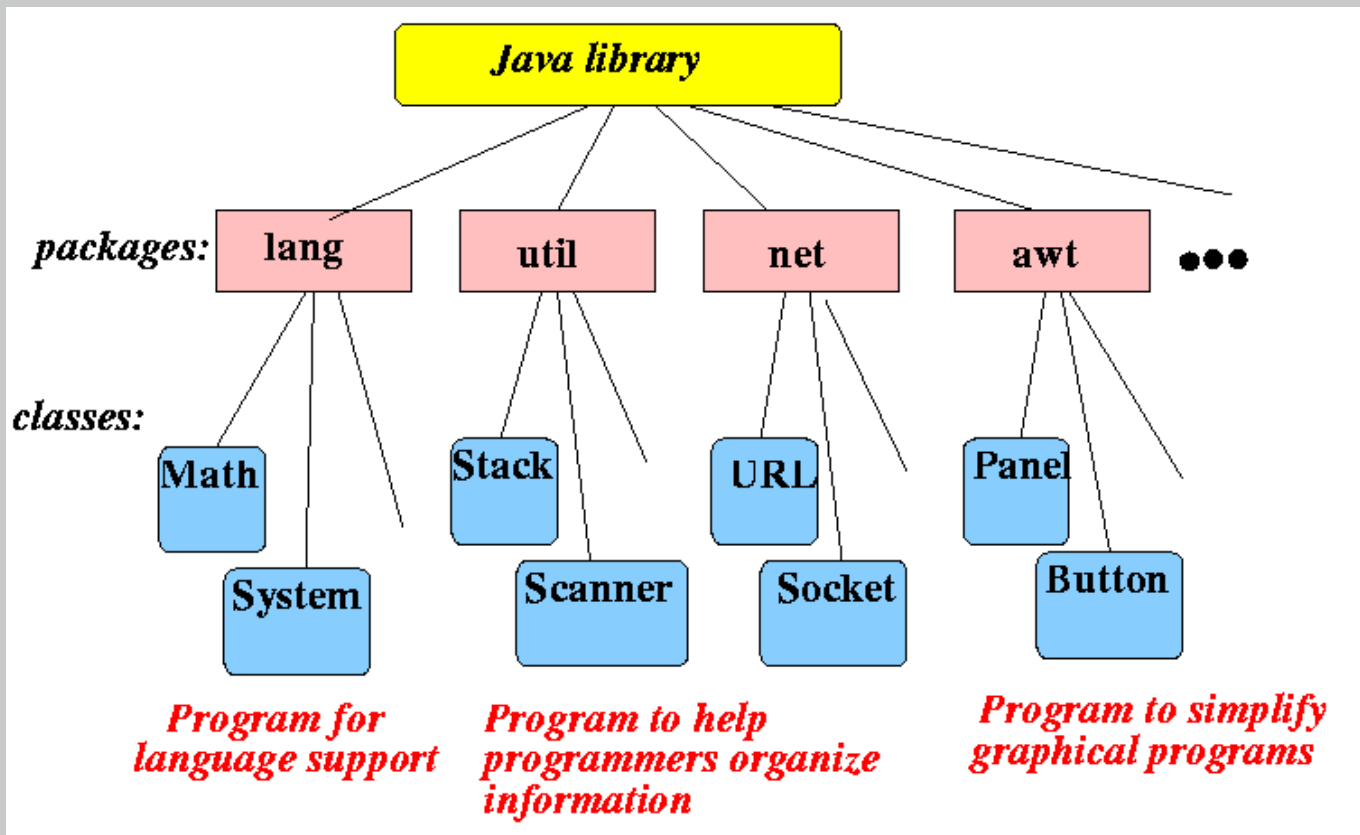 Java library
packages: lang util net awt
classes:
Math Stack URL Panel
System Scanner Socket Button
Program for
language support
Program to help
programmers organize
information
Program to simplify
graphical programs